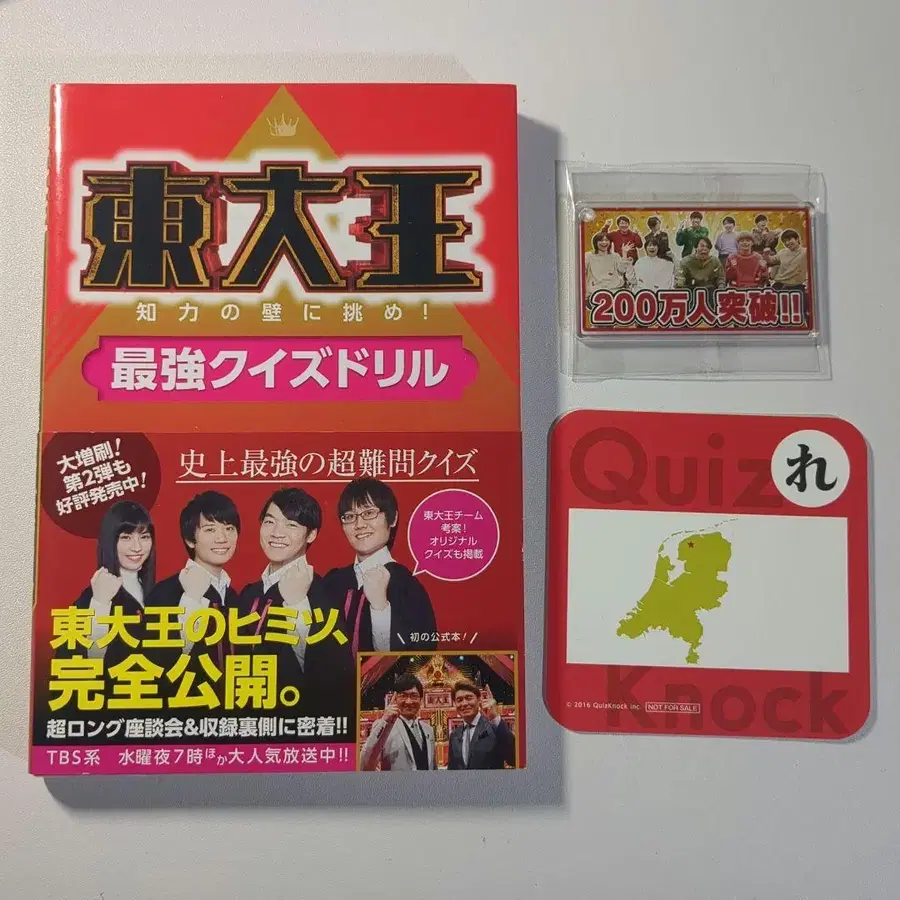 東大王
知力の壁に挑め!
最強クイズドリル
大増刷!
第2弾も
好評発売中!
史上最強の超難問クイズ
東大王チーム
考案!
オリジナル
クイズも掲載
東大王のヒミツ、
完全公開。
初の公式本!
東大王
超ロング座談会&収録裏側に密着!!
TBS系 水曜夜7時ほか大人気放送中!!
200万人突破!!
Quiz
れ
Knock
© 2016 QuizKnock inc. NOT FOR SALE
Knock